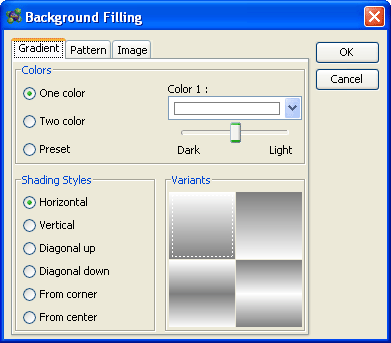 Background Filling
Gradient Pattern Image
OK
Cancel
Colors
One color
Two color
Preset
Color 1 :
Dark Light
Shading Styles
Horizontal
Vertical
Diagonal up
Diagonal down
From corner
From center
Variants